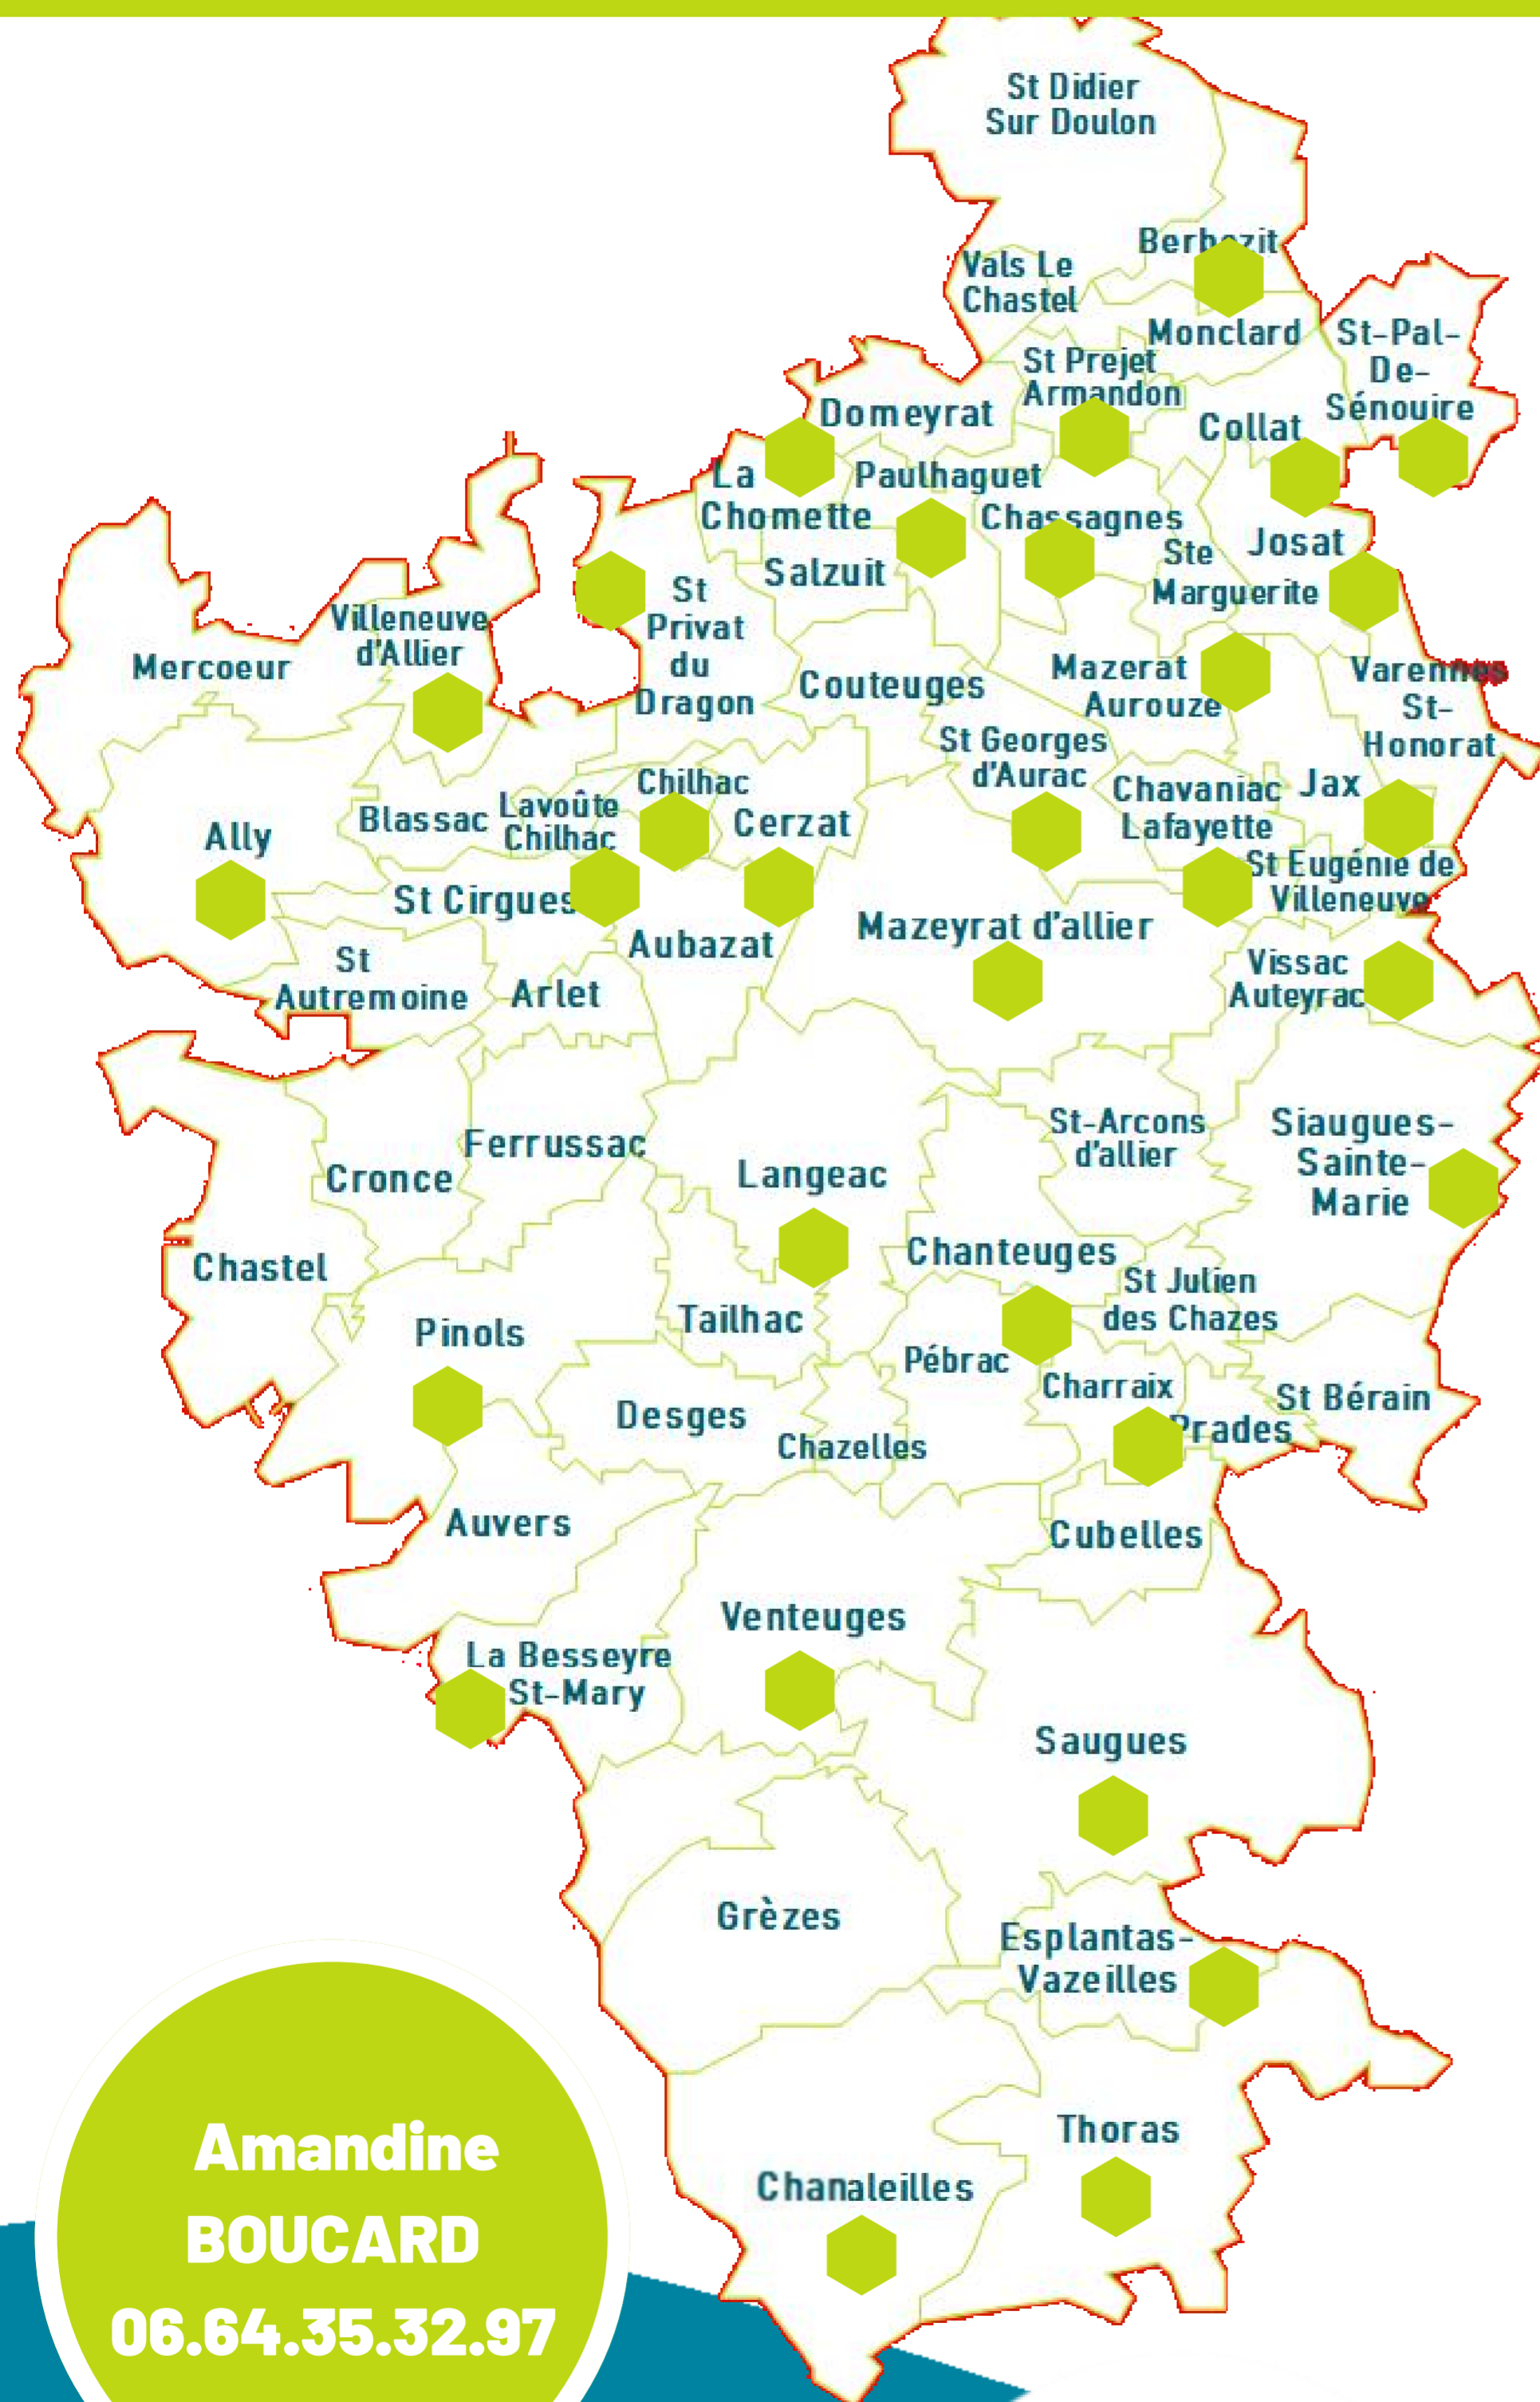 St Didier
Sur Doulon
Berbezit
Vals Le
Chastel
Monclard
St-Pal-
De-
Sénouire
St Prejet
Armandon
Domeyrat
Collat
La
Chomette
Paulhaguet
Chassagnes
Ste
Marguerite
Josat
Salzuit
St
Privat
du
Dragon
Villeneuve
d'Allier
Mercoeur
Couteuges
Mazerat
Aurouze
Varennes
St-
Honorat
St Georges
d'Aurac
Chilhac
Chavaniac
Lafayette
Jax
Blassac
Lavoûte
Chilhac
Cerzat
Ally
St Eugénie de
Villeneuve
St Cirgues
Aubazat
Mazeyrat d'allier
St
Autremoine
Arlet
Vissac
Auteyrac
St-Arcons
d'allier
Siaugues-
Sainte-
Marie
Ferrussac
Cronce
Langeac
Chastel
Chanteuges
St Julien
des Chazes
Pinols
Tailhac
Pébrac
Charraix
St Bérain
Desges
Chazelles
Prades
Auvers
Cubelles
Venteuges
La Besseyre
St-Mary
Saugues
Grèzes
Esplantas-
Vazeilles
Thoras
Chanaleilles
Amandine
BOUCARD
06.64.35.32.97